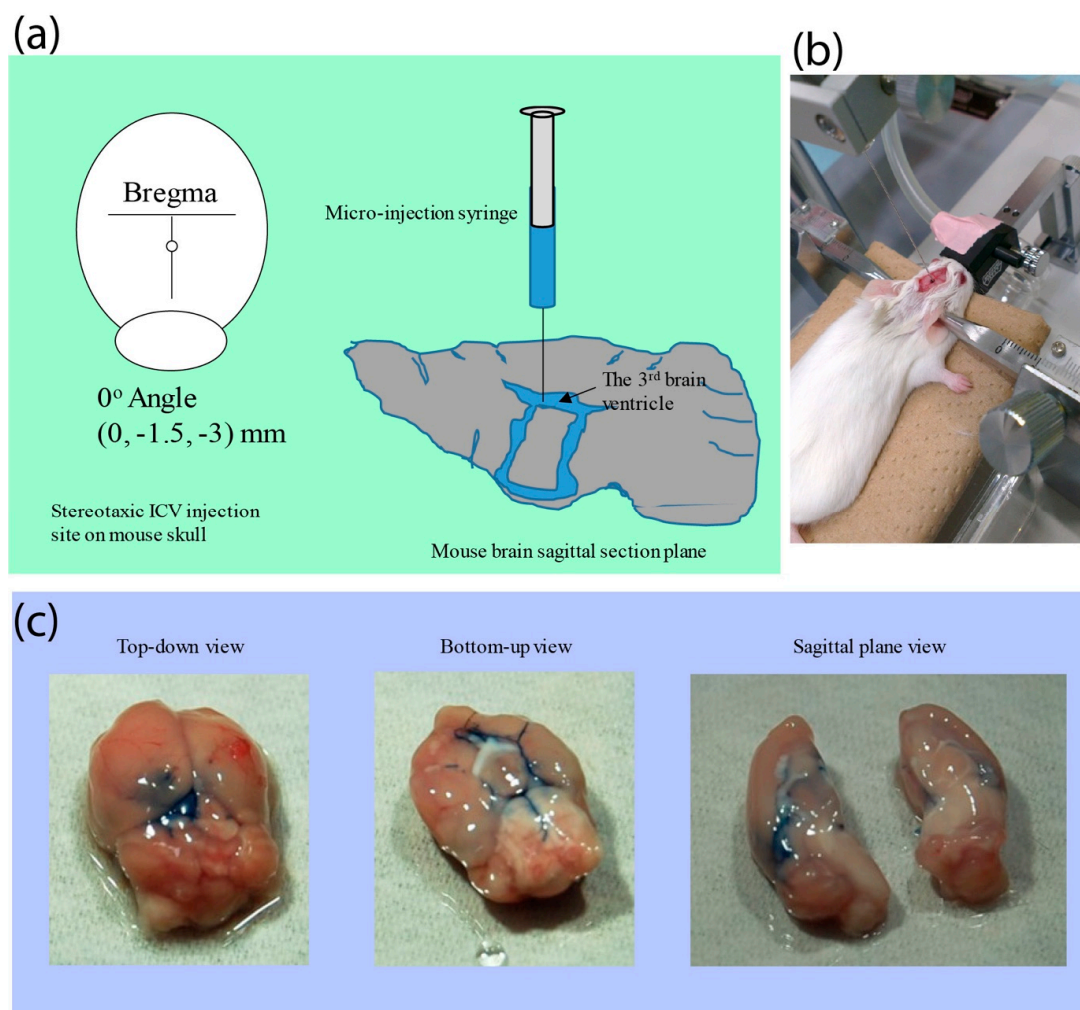 (a)
Bregma
0° Angle
(0, -1.5, -3) mm
Stereotaxic ICV injection
site on mouse skull
Micro-injection syringe
The 3rd brain
ventricle
Mouse brain sagittal section plane
(b)
0
(c)
Top-down view
Bottom-up view
Sagittal plane view